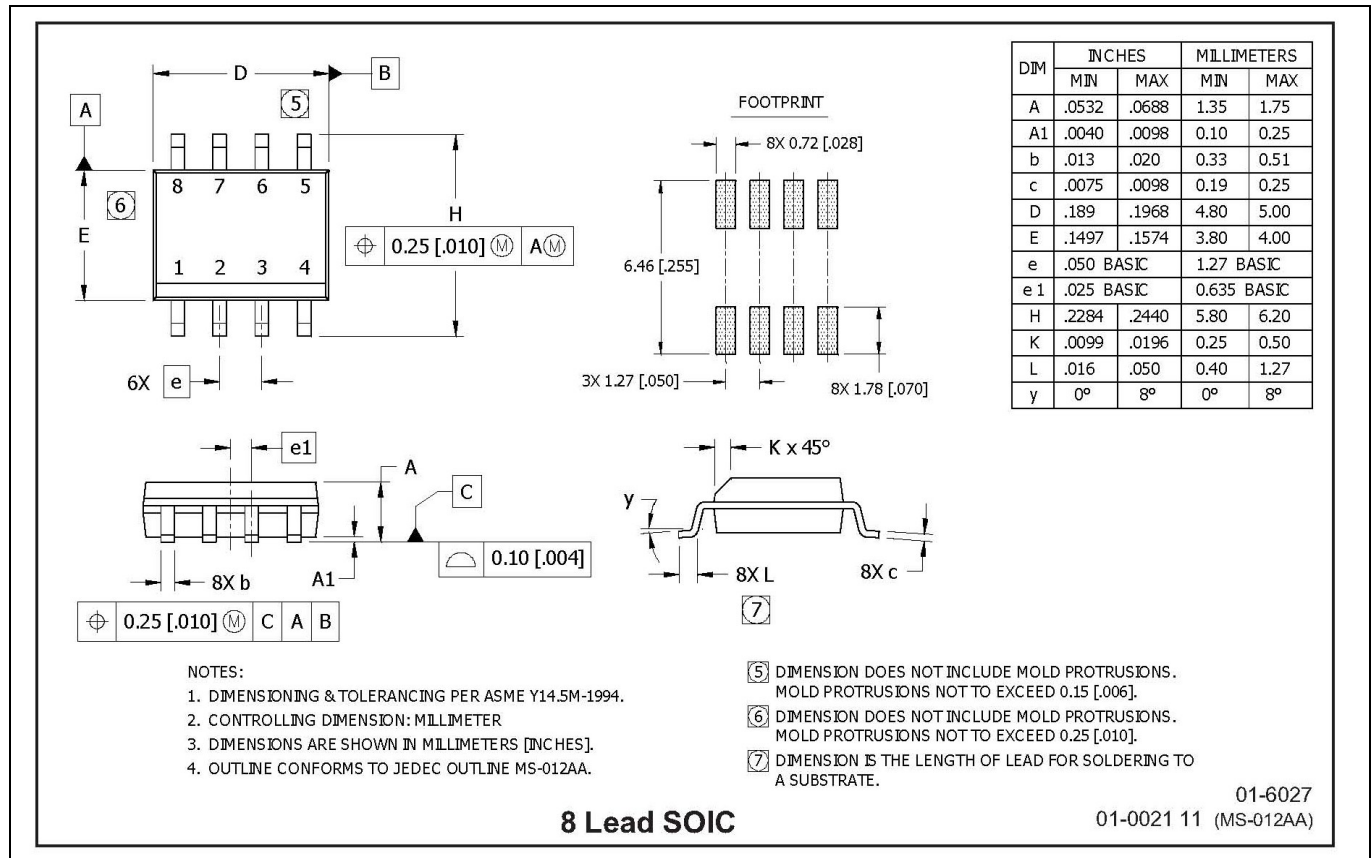 D
B
5
A
8 7 6 5
6
E
H
⌖ 0.25 [.010] Ⓜ AⓂ
1 2 3 4
6X e
FOOTPRINT
8X 0.72 [.028]
6.46 [.255]
3X 1.27 [.050]
8X 1.78 [.070]
DIM INCHES MILLIMETERS
MIN MAX MIN MAX
A .0532 .0688 1.35 1.75
A1 .0040 .0098 0.10 0.25
b .013 .020 0.33 0.51
c .0075 .0098 0.19 0.25
D .189 .1968 4.80 5.00
E .1497 .1574 3.80 4.00
e .050 BASIC 1.27 BASIC
e 1 .025 BASIC 0.635 BASIC
H .2284 .2440 5.80 6.20
K .0099 .0196 0.25 0.50
L .016 .050 0.40 1.27
y 0° 8° 0° 8°
e1
A
C
0.10 [.004]
A1
8X b
⌖ 0.25 [.010] Ⓜ C A B
K x 45°
y
8X L
7
8X c
NOTES:
1. DIMENSIONING & TOLERANCING PER ASME Y14.5M-1994.
2. CONTROLLING DIMENSION: MILLIMETER
3. DIMENSIONS ARE SHOWN IN MILLIMETERS [INCHES].
4. OUTLINE CONFORMS TO JEDEC OUTLINE MS-012AA.
5 DIMENSION DOES NOT INCLUDE MOLD PROTRUSIONS.
MOLD PROTRUSIONS NOT TO EXCEED 0.15 [.006].
6 DIMENSION DOES NOT INCLUDE MOLD PROTRUSIONS.
MOLD PROTRUSIONS NOT TO EXCEED 0.25 [.010].
7 DIMENSION IS THE LENGTH OF LEAD FOR SOLDERING TO
A SUBSTRATE.
8 Lead SOIC
01-6027
01-0021 11 (MS-012AA)